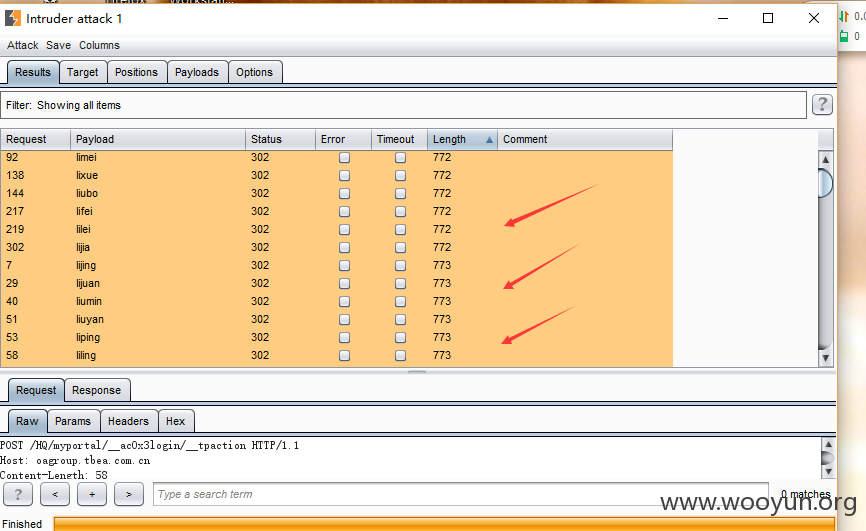 Intruder attack 1
Attack Save Columns
Results Target Positions Payloads Options
Filter: Showing all items ?
Request Payload Status Error Timeout Length Comment
92 limei 302 772
138 lixue 302 772
144 liubo 302 772
217 lifei 302 772
219 lilei 302 772
302 lijia 302 772
7 lijing 302 773
29 lijuan 302 773
40 liumin 302 773
51 liuyan 302 773
53 liping 302 773
58 liling 302 773
Request Response
Raw Params Headers Hex
POST /HQ/myportal/__ac0x3login/__tpaction HTTP/1.1
Host: oagroup.tbea.com.cn
Content-Length: 58
? < + > Type a search term 0 matches
www.wooyun.org
Finished